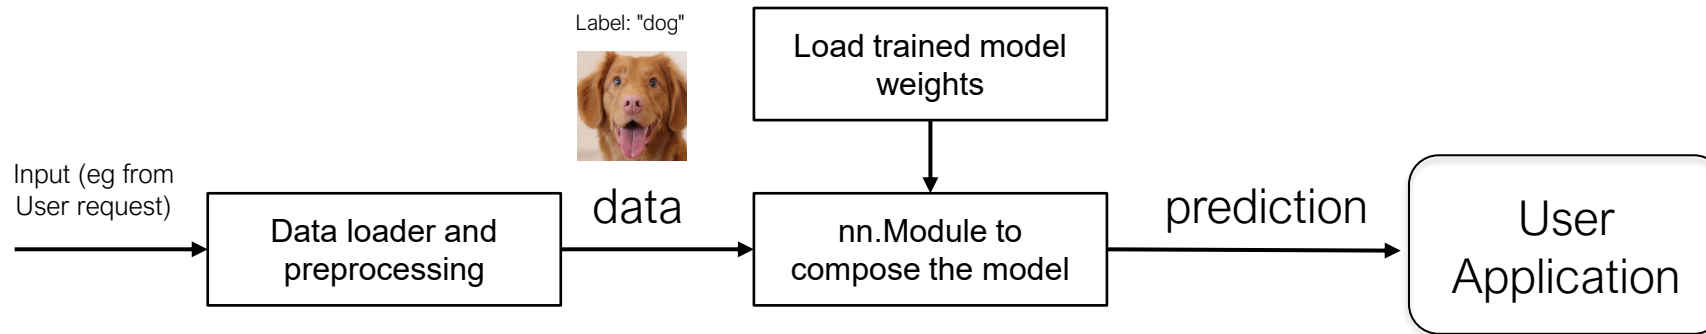 Label: "dog"
Load trained model
weights
Input (eg from
User request)
Data loader and
preprocessing
data
nn.Module to
compose the model
prediction
User
Application